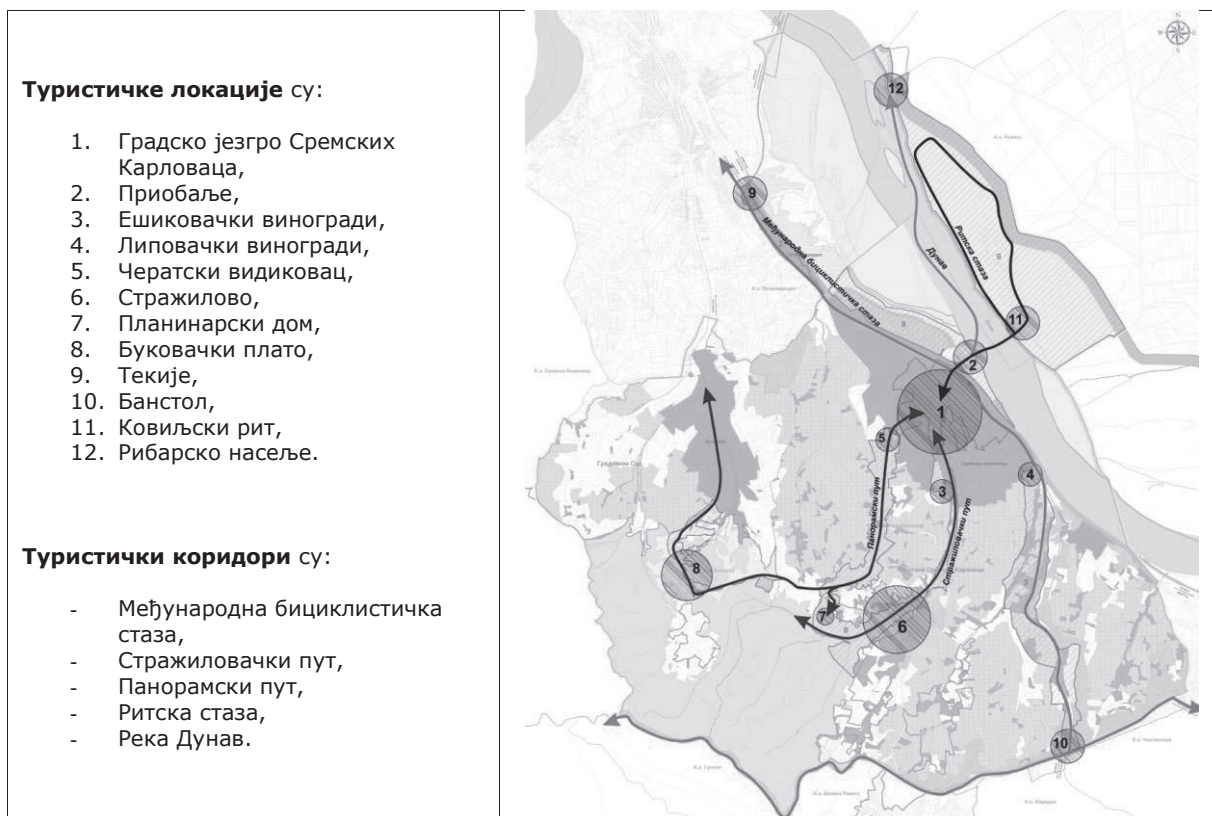 Туристичке локације су:
1. Градско језгро Сремских
Карловаца,
2. Приобаље,
3. Ешиковачки виногради,
4. Липовачки виногради,
5. Чератски видиковац,
6. Стражилово,
7. Планинарски дом,
8. Буковачки плато,
9. Текије,
10. Банстол,
11. Ковиљски рит,
12. Рибарско насеље.
Туристички коридори су:
- Међународна бициклистичка
стаза,
- Стражиловачки пут,
- Панорамски пут,
- Ритска стаза,
- Река Дунав.
N
W
E
12
9
Међународна бициклистичка стаза
Дунав
Ритска стаза
8
8
11
2
1
5
3
4
Панорамски пут
Стражиловачки пут
8
7
6
10